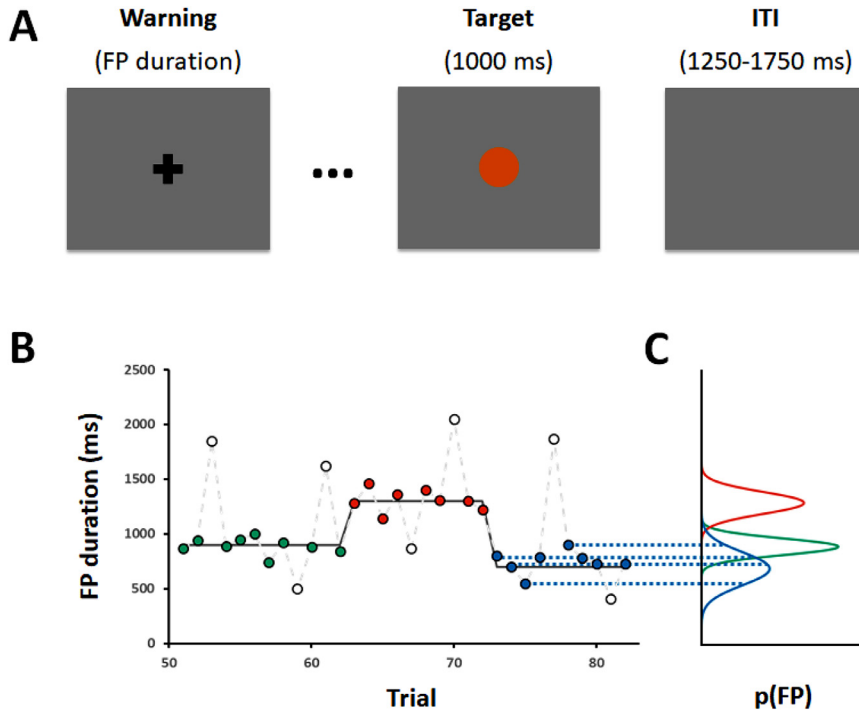 A
Warning
(FP duration)
Target
(1000 ms)
ITI
(1250-1750 ms)
...
B
FP duration (ms)
2500
2000
1500
1000
500
0
50
60
70
80
Trial
C
p(FP)